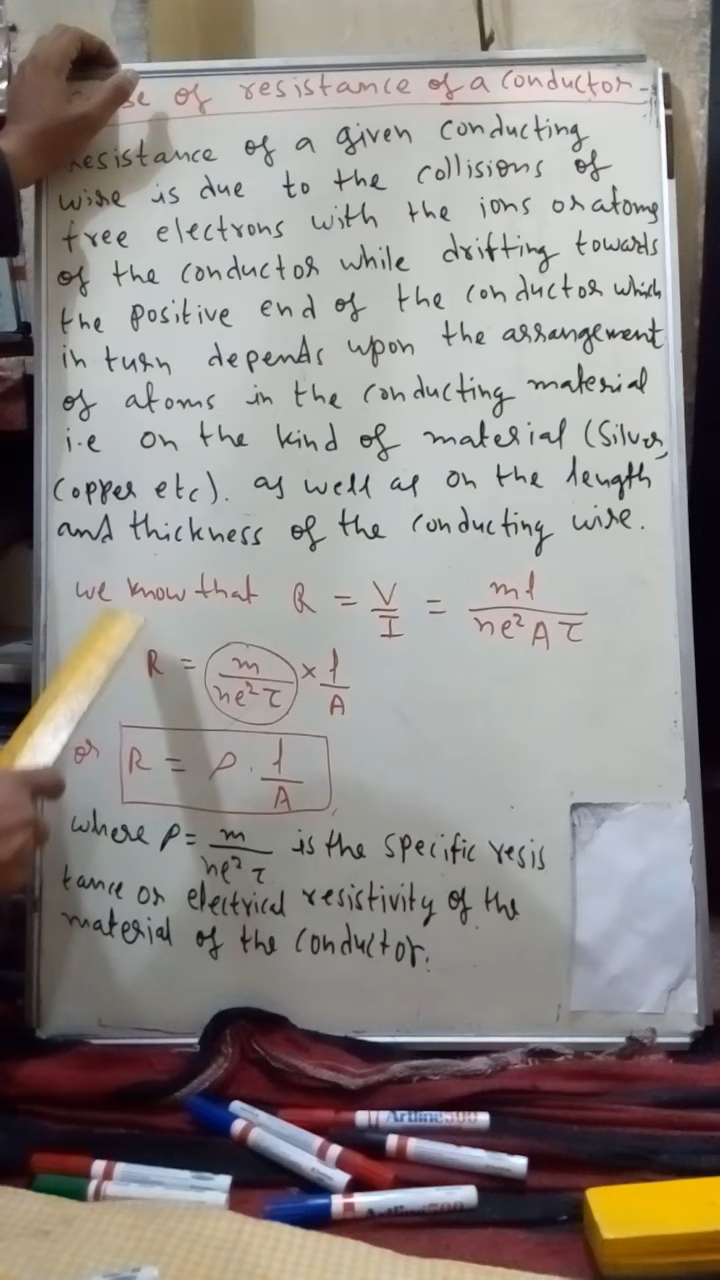 se of resistance of a conductor-
esistance of a given conducting
wire is due to the collisions of
free electrons with the ions or atoms
of the conductor while drifting towards
the positive end of the conductor which
in turn depends upon the arrangement
of atoms in the conducting material
i.e on the kind of material (Silver,
Copper etc). as well as on the length
and thickness of the conducting wire.
we know that R = V/I = ml/ne²Aτ
R = m/ne²τ × l/A
or R = ρ . l/A
where ρ = m/ne²τ is the specific resis
tance or electrical resistivity of the
material of the conductor.
Artline500
Artline500